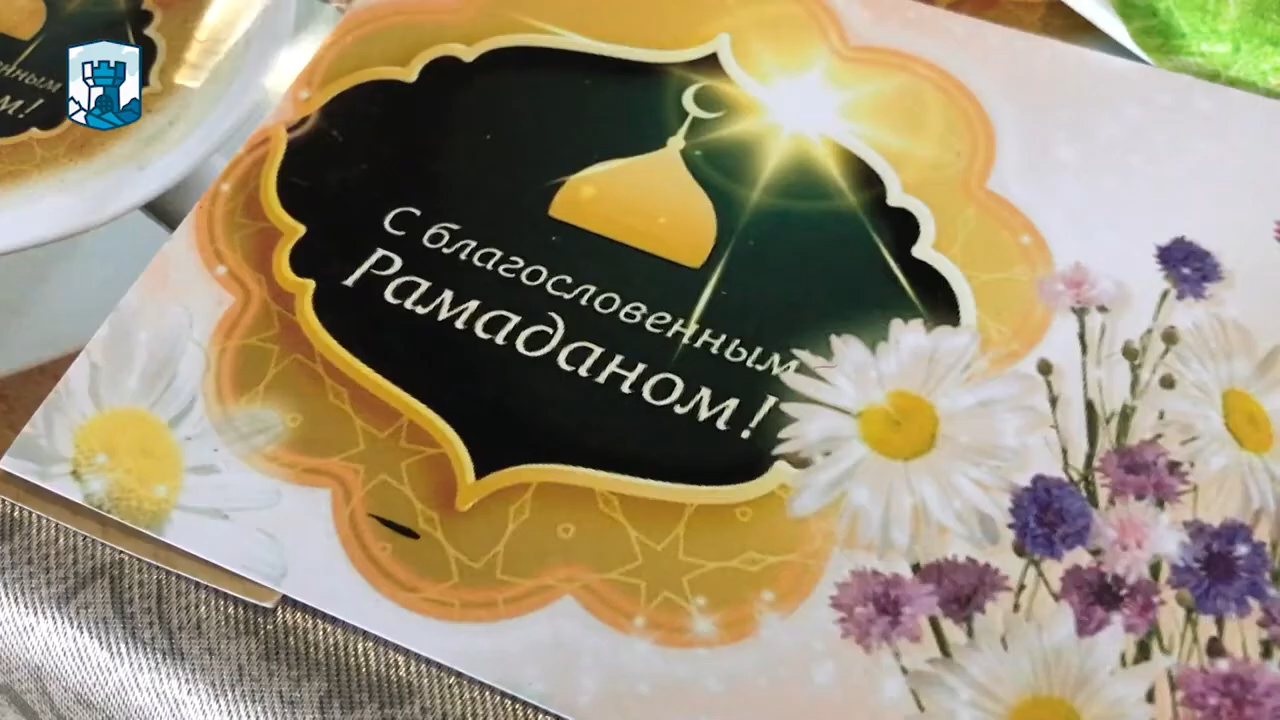 С благословенным
Рамаданом!